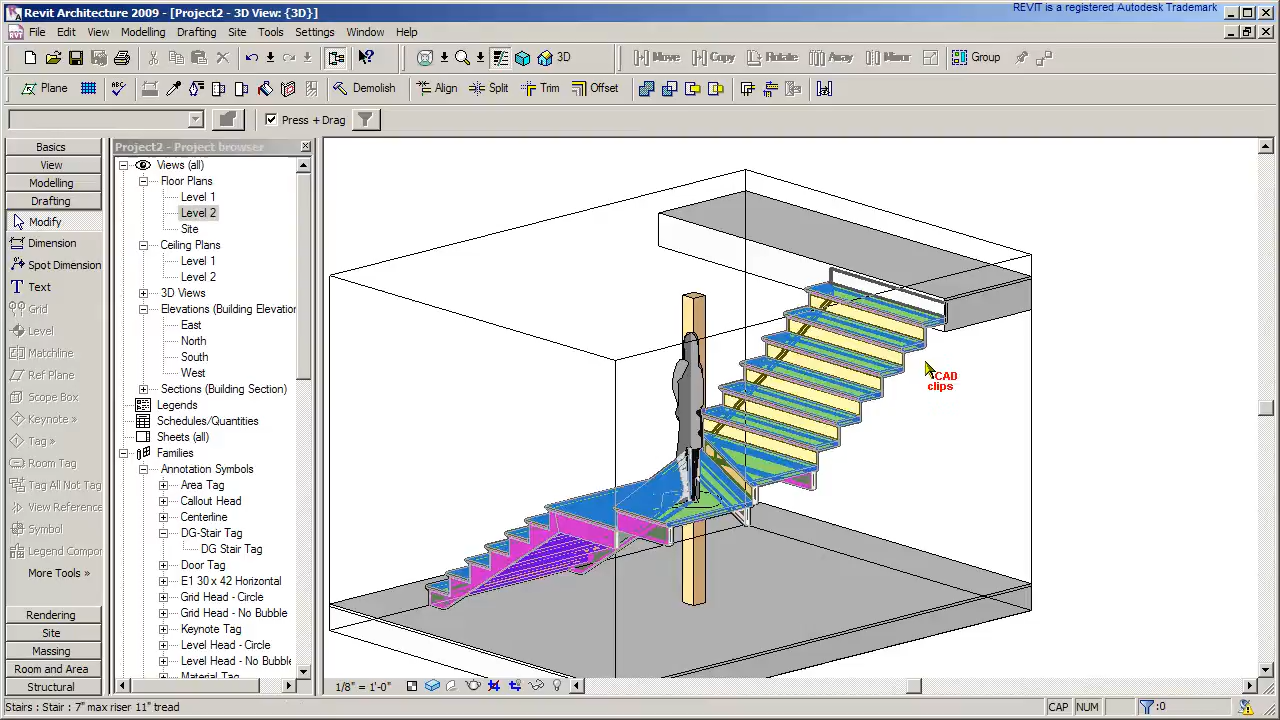 Revit Architecture 2009 - [Project2 - 3D View: {3D}]
REVIT is a registered Autodesk Trademark
File Edit View Modelling Drafting Site Tools Settings Window Help
3D Move Copy Rotate Array Mirror Group
Plane Demolish Align Split Trim Offset
Press + Drag
Basics
View
Modelling
Drafting
Modify
Dimension
Spot Dimension
Text
Grid
Level
Matchline
Ref Plane
Scope Box
Keynote »
Tag »
Room Tag
Tag All Not Tag
View Reference
Symbol
Legend Compor
More Tools »
Rendering
Site
Massing
Room and Area
Structural
Project2 - Project browser
Views (all)
Floor Plans
Level 1
Level 2
Site
Ceiling Plans
Level 1
Level 2
3D Views
Elevations (Building Elevation
East
North
South
West
Sections (Building Section)
Legends
Schedules/Quantities
Sheets (all)
Families
Annotation Symbols
Area Tag
Callout Head
Centerline
DG-Stair Tag
DG Stair Tag
Door Tag
E1 30 x 42 Horizontal
Grid Head - Circle
Grid Head - No Bubble
Keynote Tag
Level Head - Circle
Level Head - No Bubble
Material Tag
CAD
clips
1/8" = 1'-0"
Stairs : Stair : 7" max riser 11" tread
CAP NUM :0